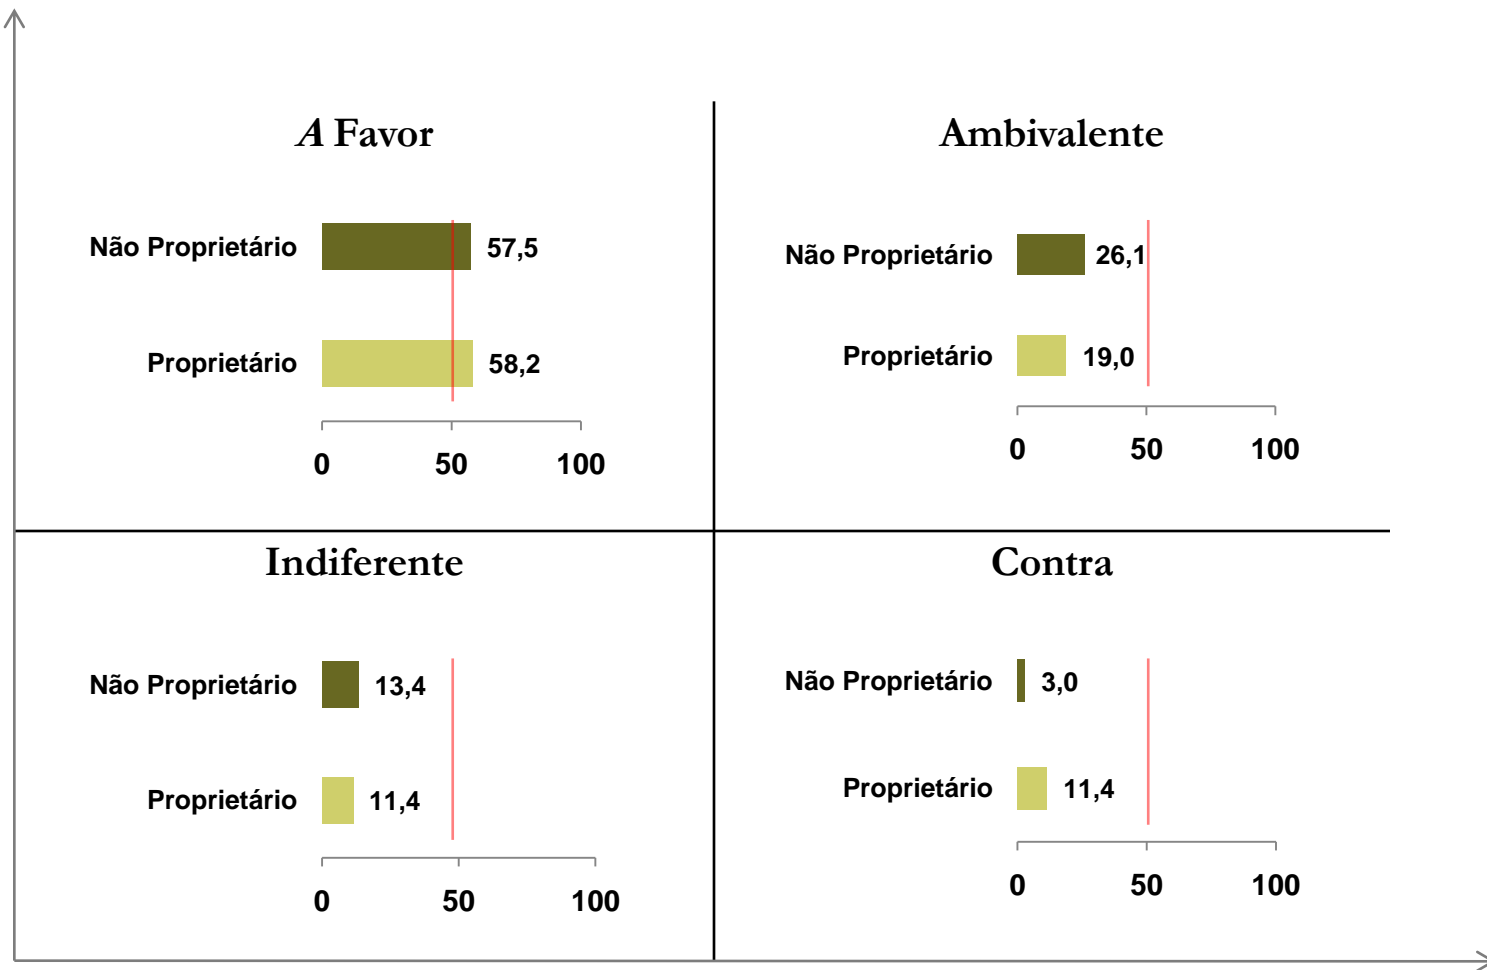 A Favor
Não Proprietário 57,5
Proprietário 58,2
0 50 100
Ambivalente
Não Proprietário 26,1
Proprietário 19,0
0 50 100
Indiferente
Não Proprietário 13,4
Proprietário 11,4
0 50 100
Contra
Não Proprietário 3,0
Proprietário 11,4
0 50 100